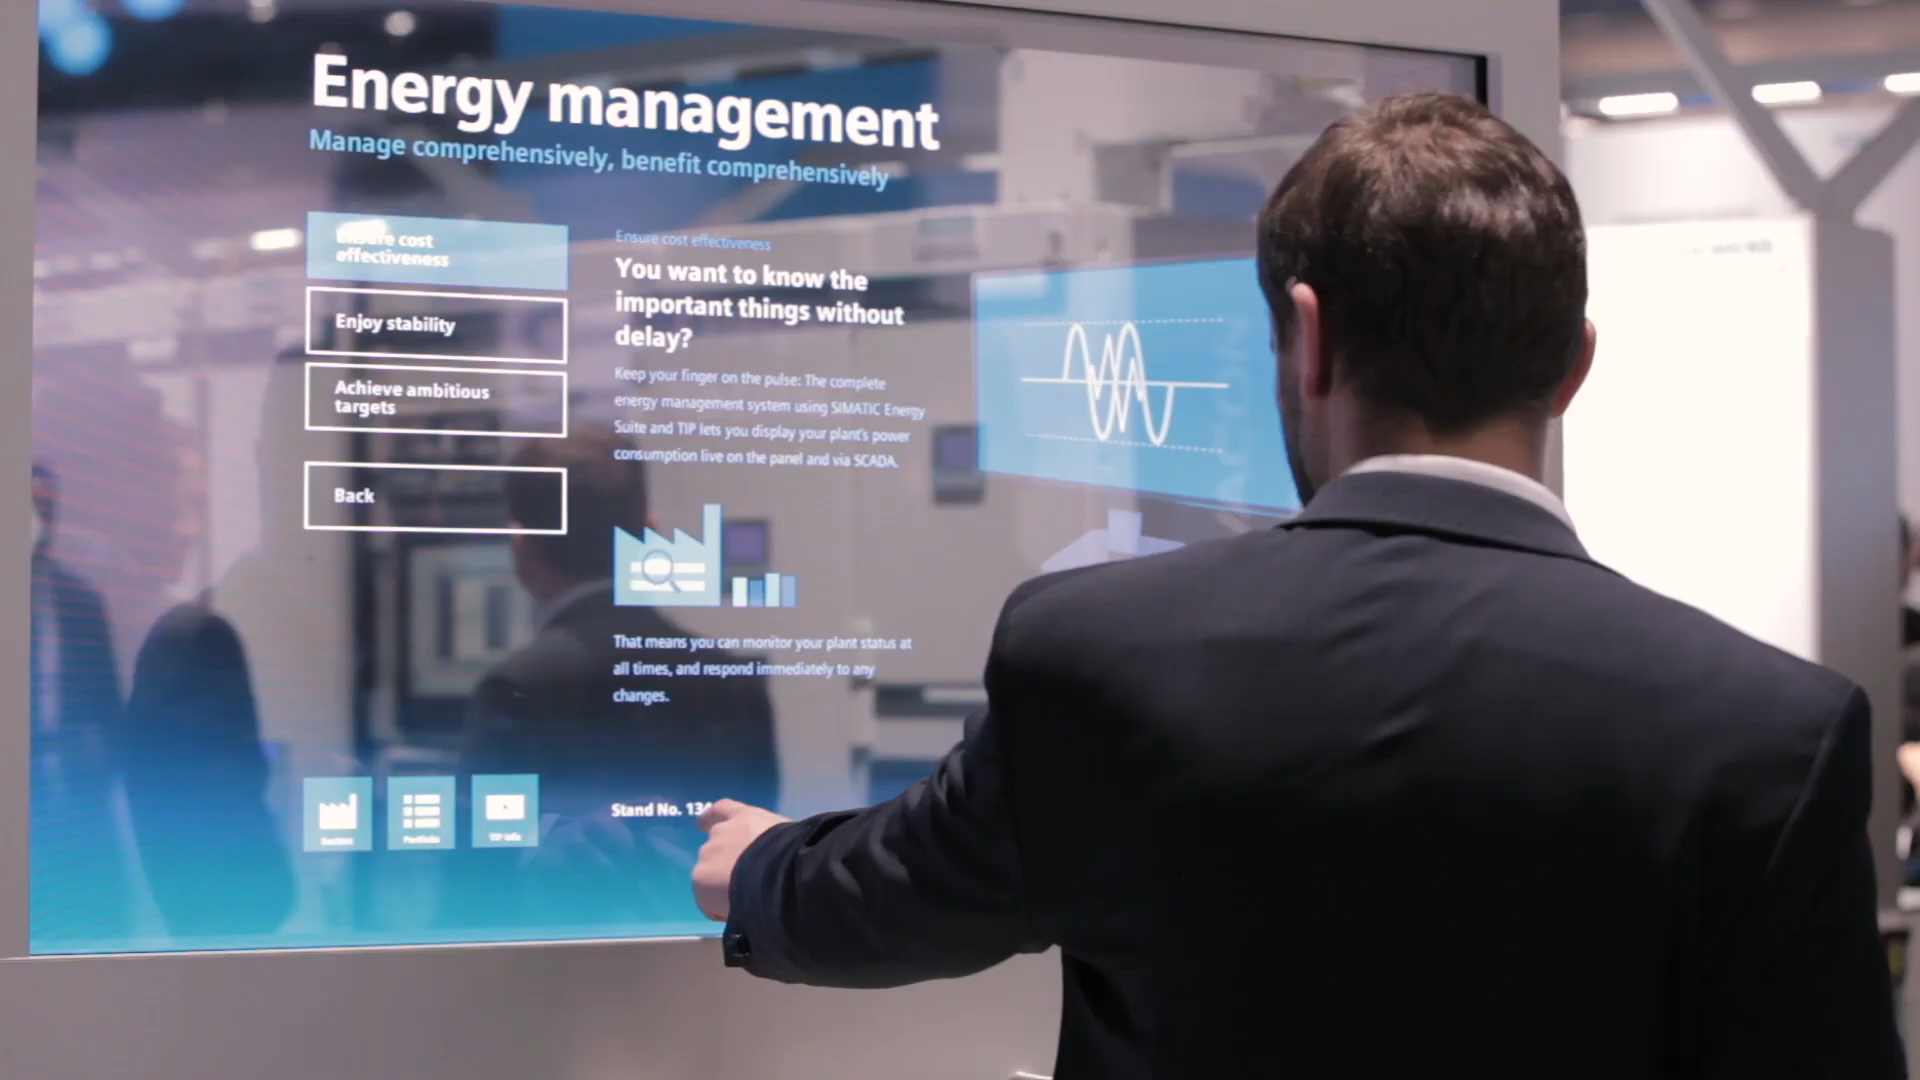 Energy management
Manage comprehensively, benefit comprehensively
Ensure cost
effectiveness
Enjoy stability
Achieve ambitious
targets
Back
Ensure cost effectiveness
You want to know the
important things without
delay?
Keep your finger on the pulse: The complete
energy management system using SIMATIC Energy
Suite and TIP lets you display your plant's power
consumption live on the panel and via SCADA.
That means you can monitor your plant status at
all times, and respond immediately to any
changes.
Portfolio
TIP Info
Stand No.